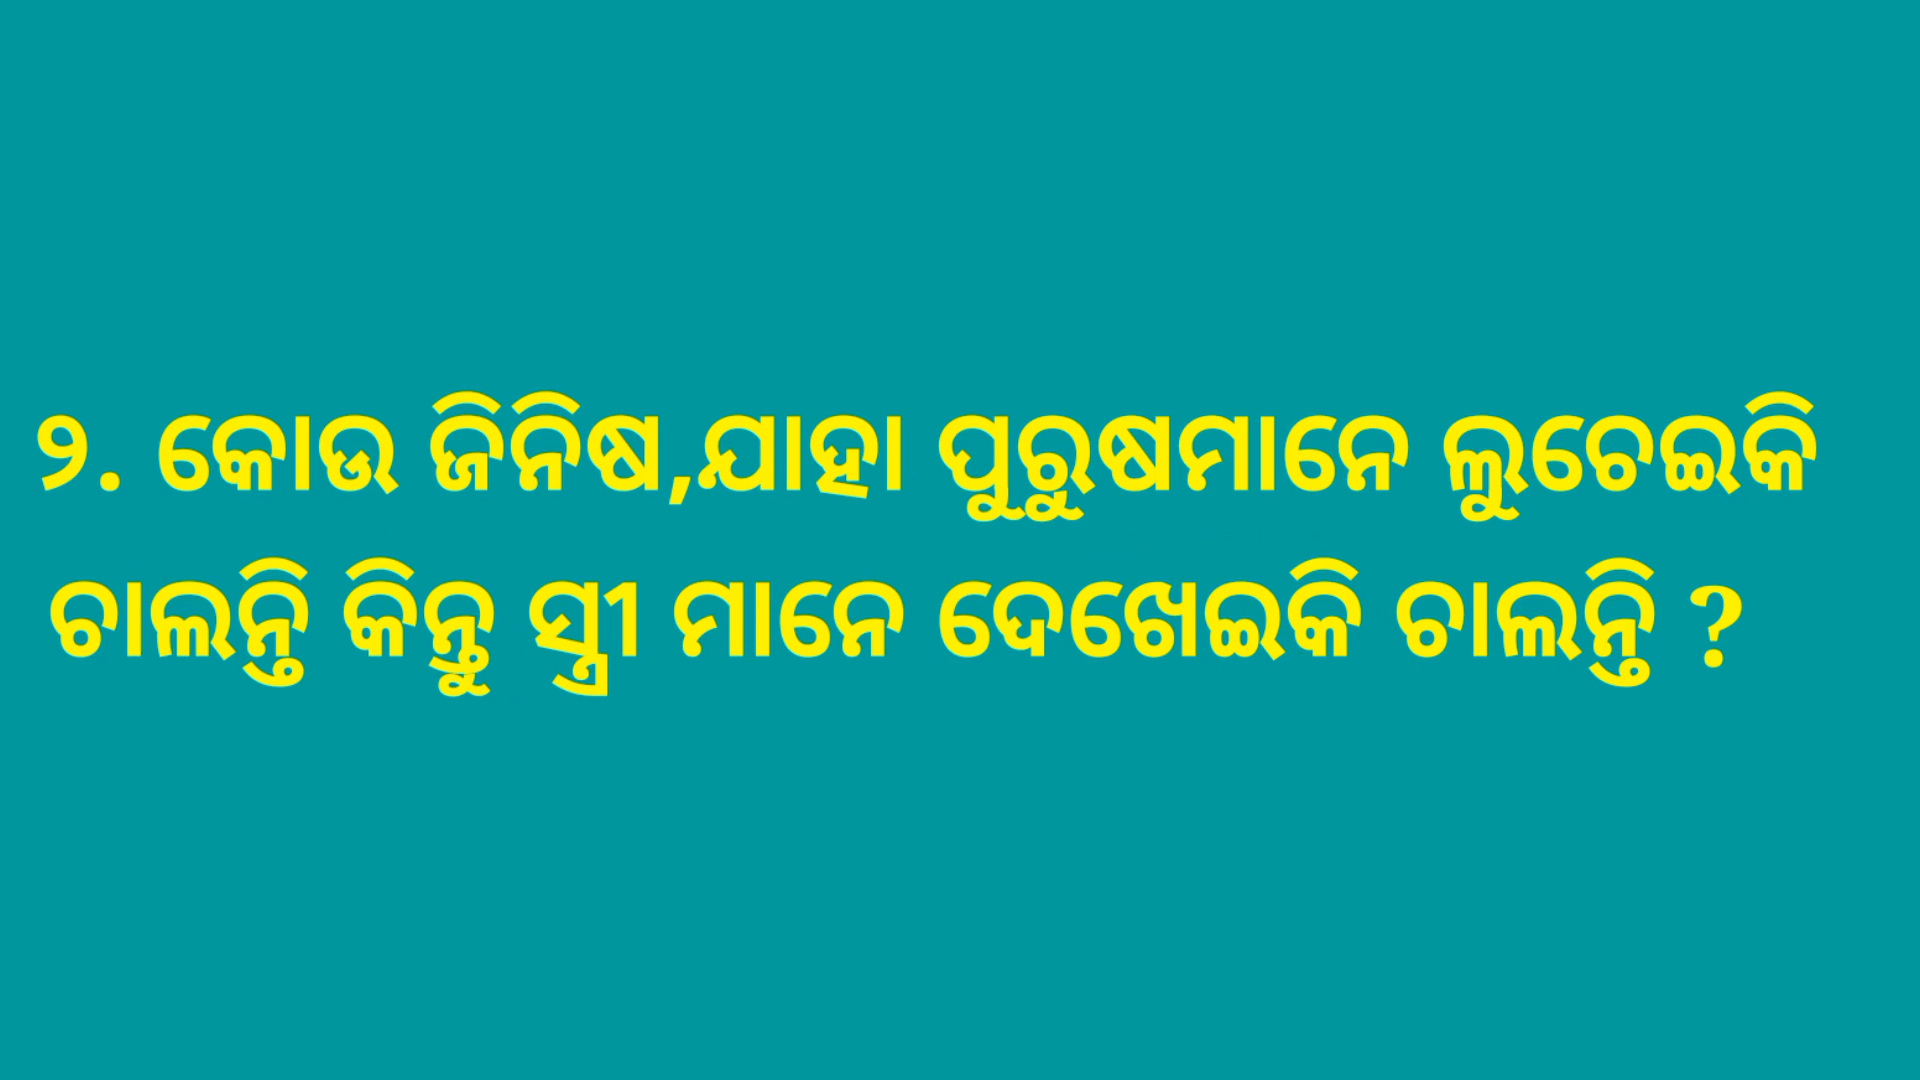 ୨. କୋଉ ଜିନିଷ,ଯାହା ପୁରୁଷମାନେ ଲୁଚେଇକି
ଚାଲନ୍ତି କିନ୍ତୁ ସ୍ତ୍ରୀ ମାନେ ଦେଖେଇକି ଚାଲନ୍ତି ?